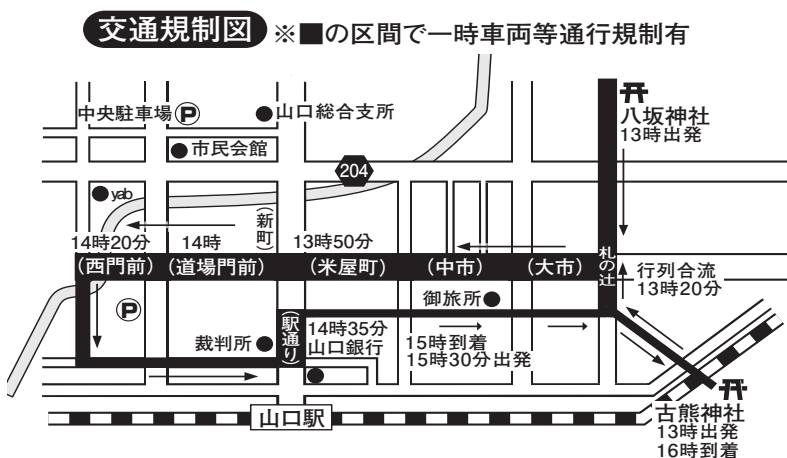 交通規制図 ※■の区間で一時車両等通行規制有
中央駐車場 P
山口総合支所
八坂神社
13時出発
市民会館
204
yab
(新町)
14時20分
14時
13時50分
(西門前)
(道場門前)
(米屋町)
(中市)
(大市)
札の辻
行列合流
13時20分
御旅所
P
裁判所
(駅通り)
14時35分
山口銀行
15時到着
15時30分出発
山口駅
古熊神社
13時出発
16時到着